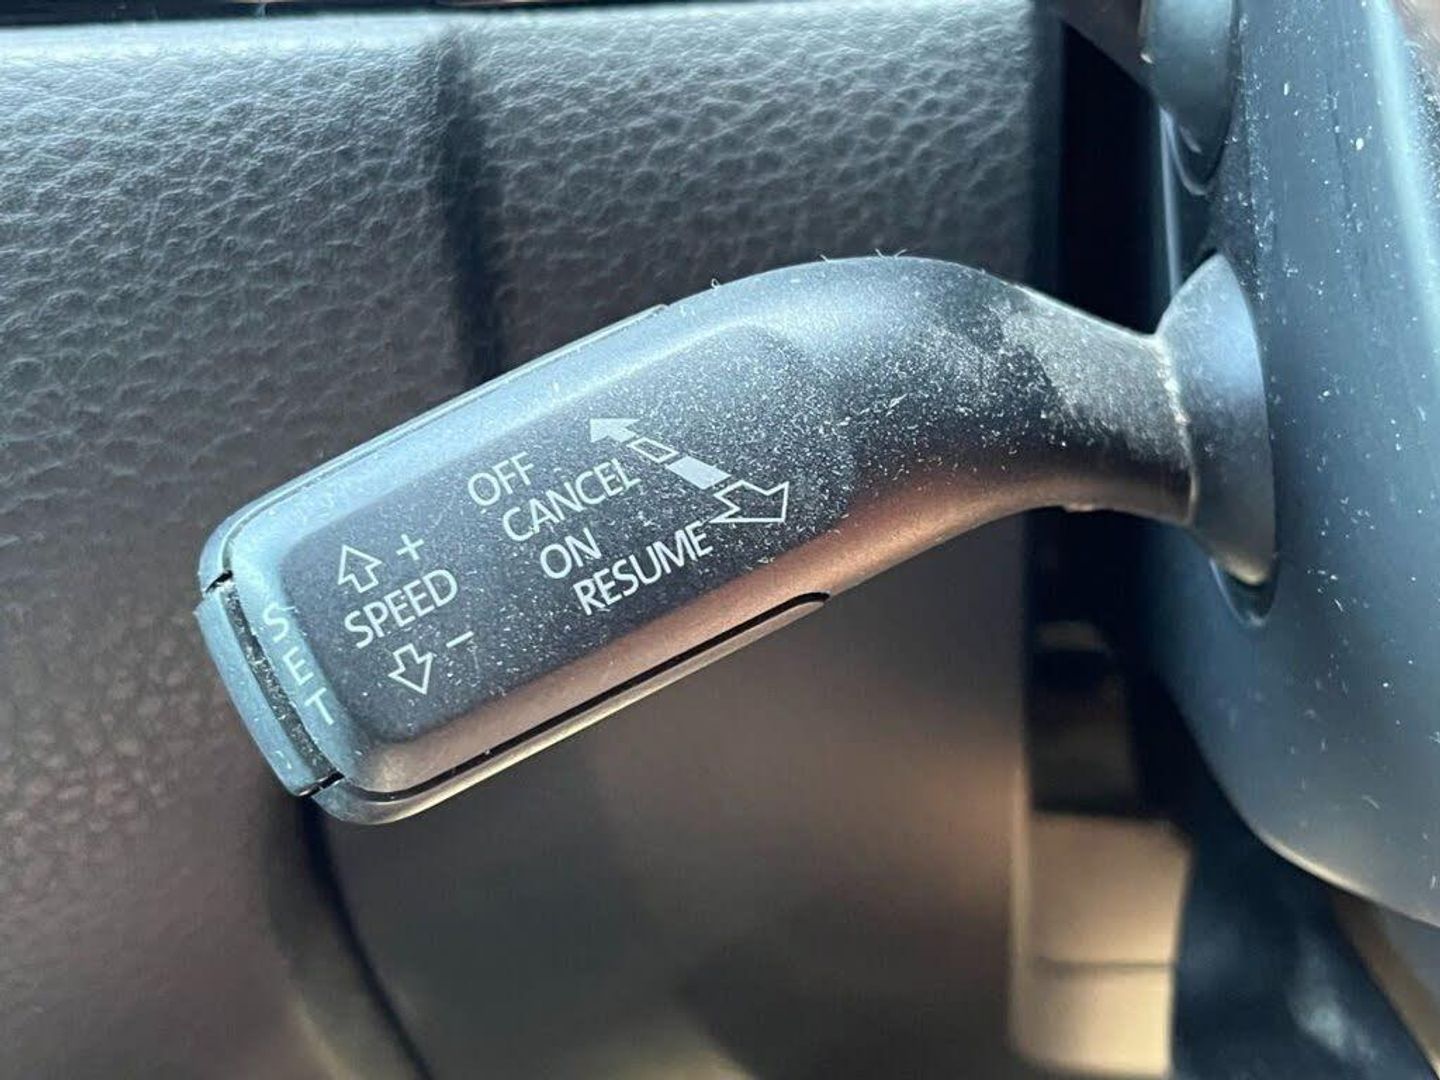 OFF
CANCEL
ON
RESUME
+
SPEED
-
SET